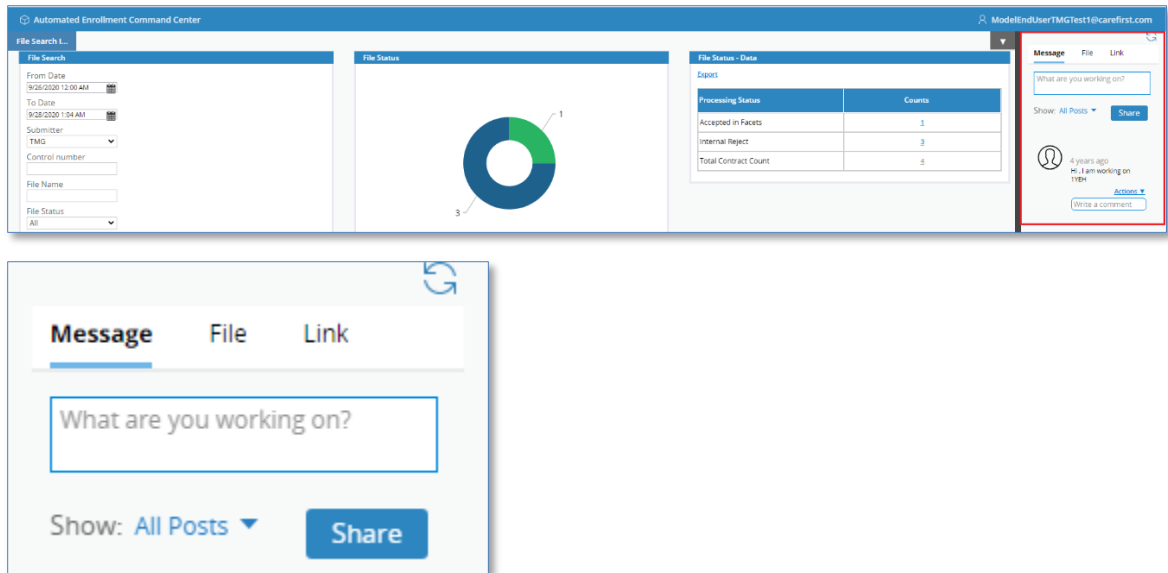 Automated Enrollment Command Center
ModelEndUserTMGTest1@carefirst.com
File Search I...
File Search
From Date
9/26/2020 12:00 AM
To Date
9/28/2020 1:04 AM
Submitter
TMG
Control number
File Name
File Status
All
File Status
1
3
File Status - Data
Export
Processing Status Counts
Accepted in Facets 1
Internal Reject 3
Total Contract Count 4
Message File Link
What are you working on?
Show: All Posts Share
4 years ago
Hi , I am working on
1YEH
Actions
Write a comment
Message File Link
What are you working on?
Show: All Posts Share